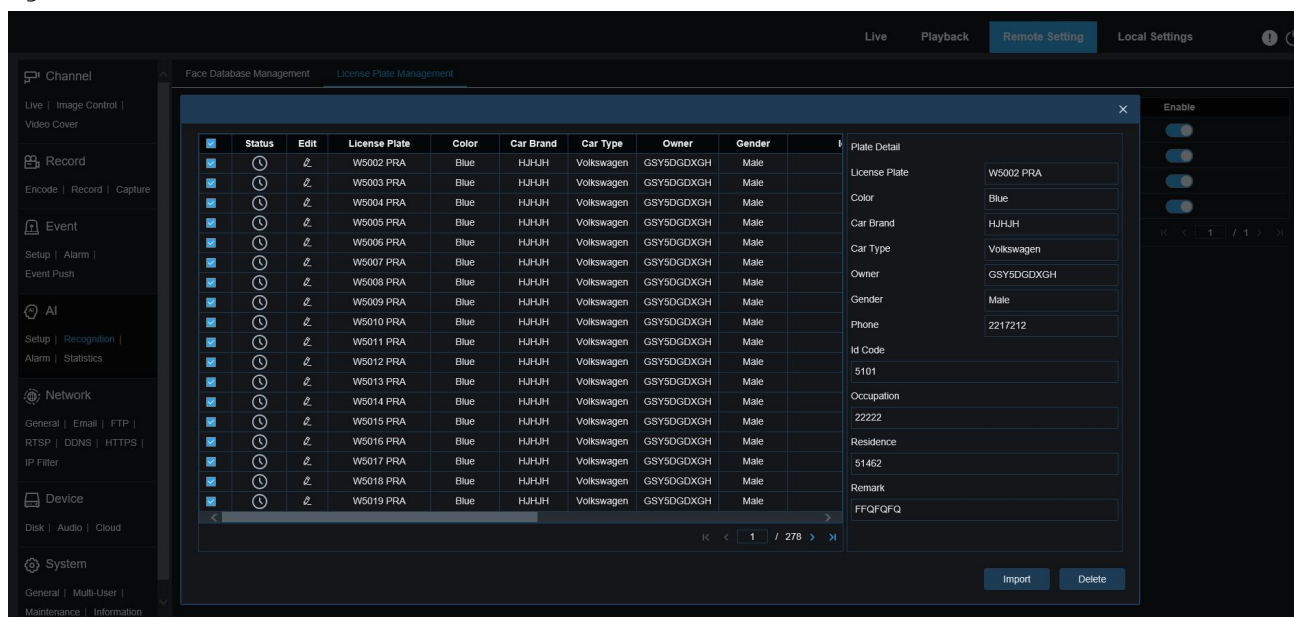 Live Playback Remote Setting Local Settings
Channel
Live | Image Control |
Video Cover
Record
Encode | Record | Capture
Event
Setup | Alarm |
Event Push
AI
Setup | Recognition |
Alarm | Statistics
Network
General | Email | FTP |
RTSP | DDNS | HTTPS |
IP Filter
Device
Disk | Audio | Cloud
System
General | Multi-User |
Maintenance | Information
Face Database Management License Plate Management
Enable
1 / 1
Status Edit License Plate Color Car Brand Car Type Owner Gender
W5002 PRA Blue HJHJH Volkswagen GSY5DGDXGH Male
W5003 PRA Blue HJHJH Volkswagen GSY5DGDXGH Male
W5004 PRA Blue HJHJH Volkswagen GSY5DGDXGH Male
W5005 PRA Blue HJHJH Volkswagen GSY5DGDXGH Male
W5006 PRA Blue HJHJH Volkswagen GSY5DGDXGH Male
W5007 PRA Blue HJHJH Volkswagen GSY5DGDXGH Male
W5008 PRA Blue HJHJH Volkswagen GSY5DGDXGH Male
W5009 PRA Blue HJHJH Volkswagen GSY5DGDXGH Male
W5010 PRA Blue HJHJH Volkswagen GSY5DGDXGH Male
W5011 PRA Blue HJHJH Volkswagen GSY5DGDXGH Male
W5012 PRA Blue HJHJH Volkswagen GSY5DGDXGH Male
W5013 PRA Blue HJHJH Volkswagen GSY5DGDXGH Male
W5014 PRA Blue HJHJH Volkswagen GSY5DGDXGH Male
W5015 PRA Blue HJHJH Volkswagen GSY5DGDXGH Male
W5016 PRA Blue HJHJH Volkswagen GSY5DGDXGH Male
W5017 PRA Blue HJHJH Volkswagen GSY5DGDXGH Male
W5018 PRA Blue HJHJH Volkswagen GSY5DGDXGH Male
W5019 PRA Blue HJHJH Volkswagen GSY5DGDXGH Male
1 / 278
Plate Detail
License Plate W5002 PRA
Color Blue
Car Brand HJHJH
Car Type Volkswagen
Owner GSY5DGDXGH
Gender Male
Phone 2217212
Id Code
5101
Occupation
22222
Residence
51462
Remark
FFQFQFQ
Import Delete